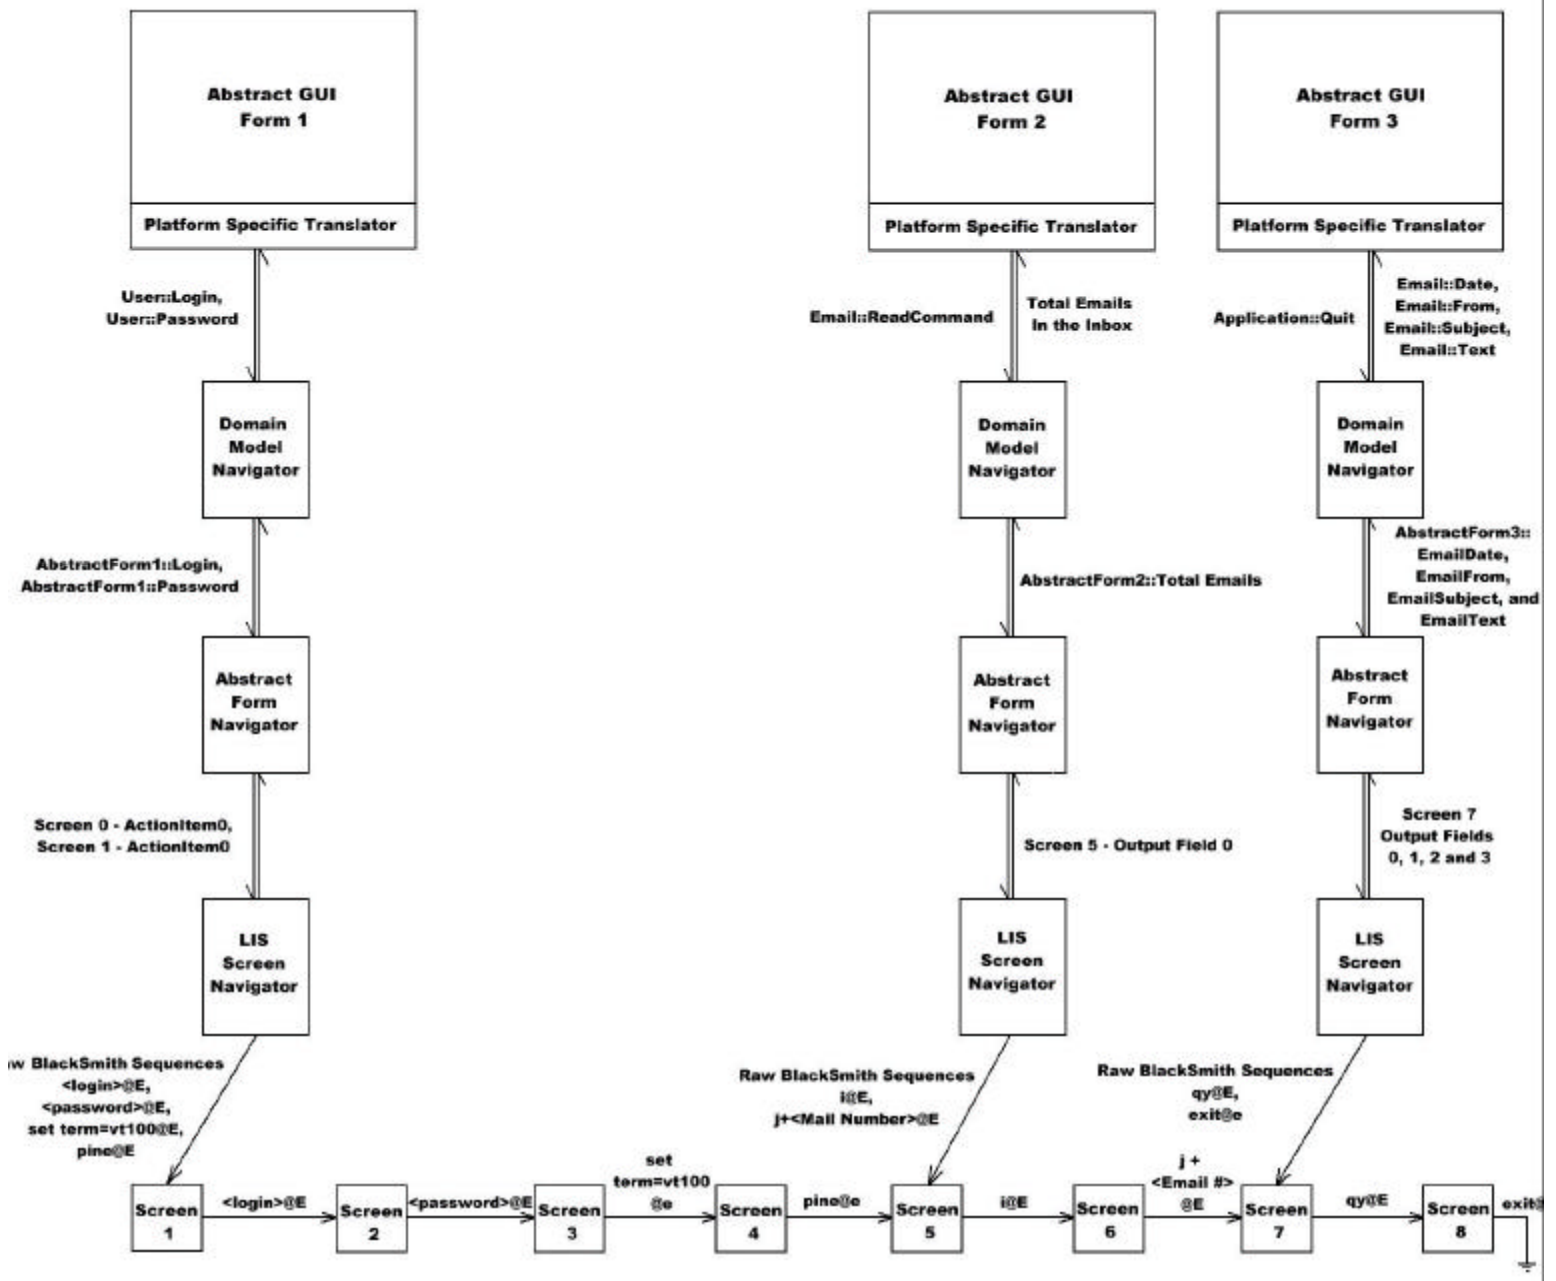 Abstract GUI
Form 1
Platform Specific Translator
Abstract GUI
Form 2
Platform Specific Translator
Abstract GUI
Form 3
Platform Specific Translator
User::Login,
User::Password
Email::ReadCommand
Total Emails
In the Inbox
Application::Quit
Email::Date,
Email::From,
Email::Subject,
Email::Text
Domain
Model
Navigator
Domain
Model
Navigator
Domain
Model
Navigator
AbstractForm1::Login,
AbstractForm1::Password
AbstractForm2::Total Emails
AbstractForm3::
EmailDate,
EmailFrom,
EmailSubject, and
EmailText
Abstract
Form
Navigator
Abstract
Form
Navigator
Abstract
Form
Navigator
Screen 0 - ActionItem0,
Screen 1 - ActionItem0
Screen 5 - Output Field 0
Screen 7
Output Fields
0, 1, 2 and 3
LIS
Screen
Navigator
LIS
Screen
Navigator
LIS
Screen
Navigator
w BlackSmith Sequences
<login>@E,
<password>@E,
set term=vt100@E,
pine@E
Raw BlackSmith Sequences
i@E,
j+<Mail Number>@E
Raw BlackSmith Sequences
qy@E,
exit@e
Screen
1
<login>@E
Screen
2
<password>@E
Screen
3
set
term=vt100
@e
Screen
4
pine@e
Screen
5
i@E
Screen
6
j +
<Email #>
@E
Screen
7
qy@E
Screen
8
exit@